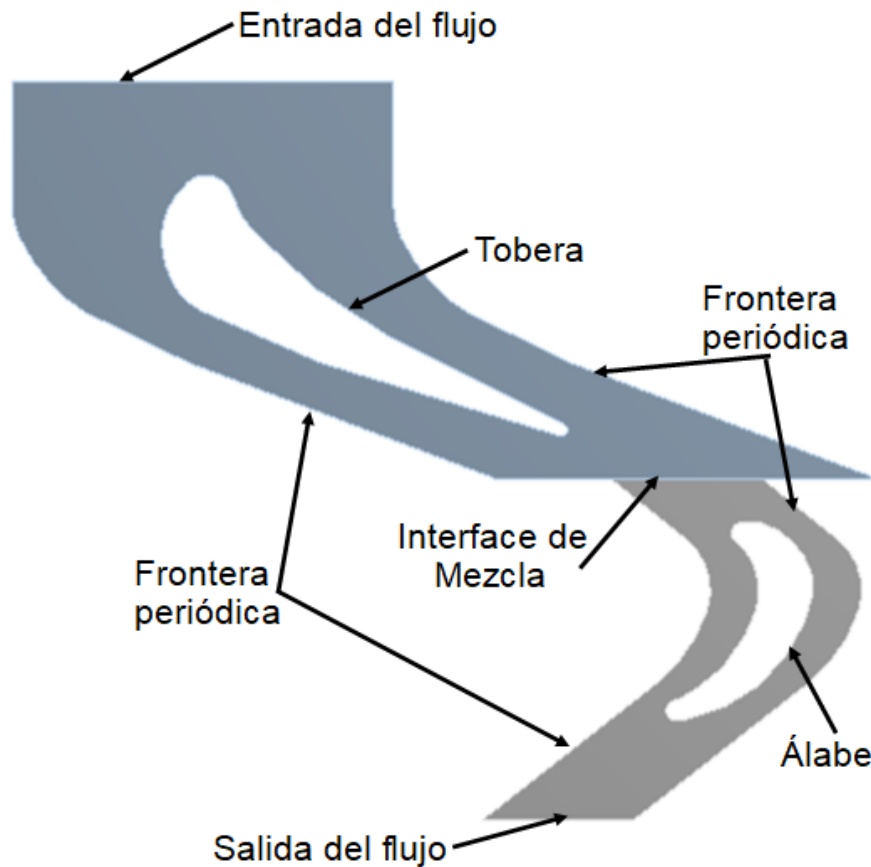 Entrada del flujo
Tobera
Frontera
periódica
Interface de
Mezcla
Frontera
periódica
Álabe
Salida del flujo